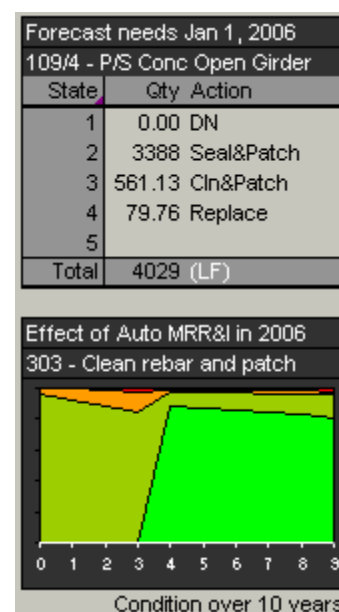 Forecast needs Jan 1, 2006
109/4 - P/S Conc Open Girder
State Qty Action
1 0.00 DN
2 3388 Seal&Patch
3 561.13 Cln&Patch
4 79.76 Replace
5
Total 4029 (LF)
Effect of Auto MRR&I in 2006
303 - Clean rebar and patch
0 1 2 3 4 5 6 7 8 9
Condition over 10 years